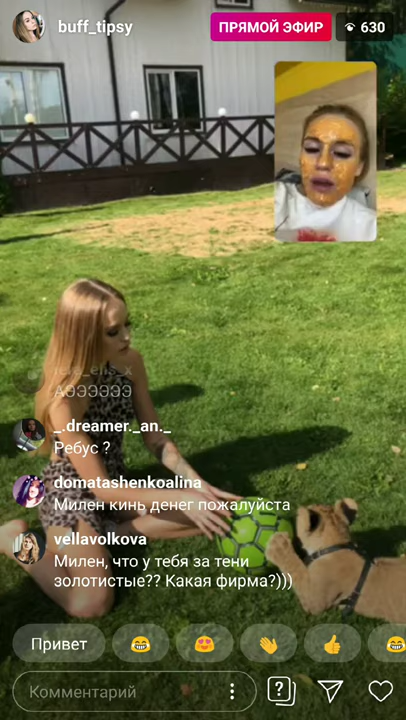 buff_tipsy
ПРЯМОЙ ЭФИР
630
АЭЭЭЭЭЭ
_.dreamer._an._
Ребус ?
domatashenkoalina
Милен кинь денег пожалуйста
vellavolkova
Милен, что у тебя за тени
золотистые?? Какая фирма?)))
Привет
Комментарий